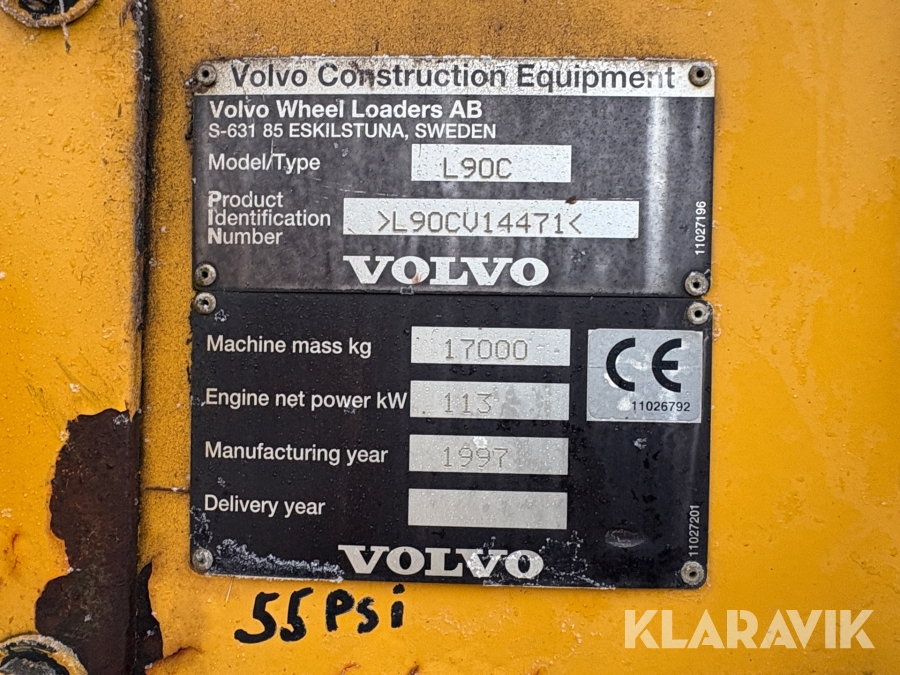 Volvo Construction Equipment
Volvo Wheel Loaders AB
S-631 85 ESKILSTUNA, SWEDEN
Model/Type L90C
Product
Identification >L90CV14471<
Number
11027196
VOLVO
Machine mass kg 17000
CE
11026792
Engine net power kW 113
Manufacturing year 1997
Delivery year
11027201
VOLVO
55 Psi
KLARAVIK